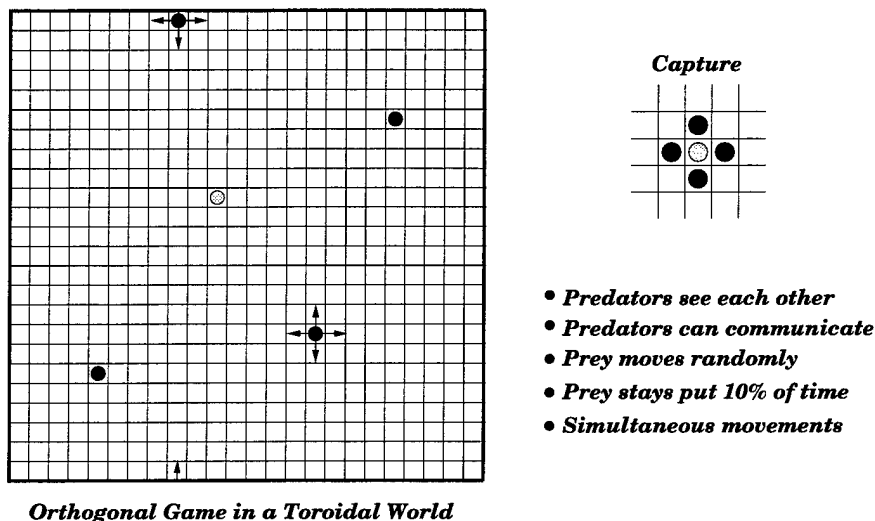 Capture
● Predators see each other
● Predators can communicate
● Prey moves randomly
● Prey stays put 10% of time
● Simultaneous movements
Orthogonal Game in a Toroidal World